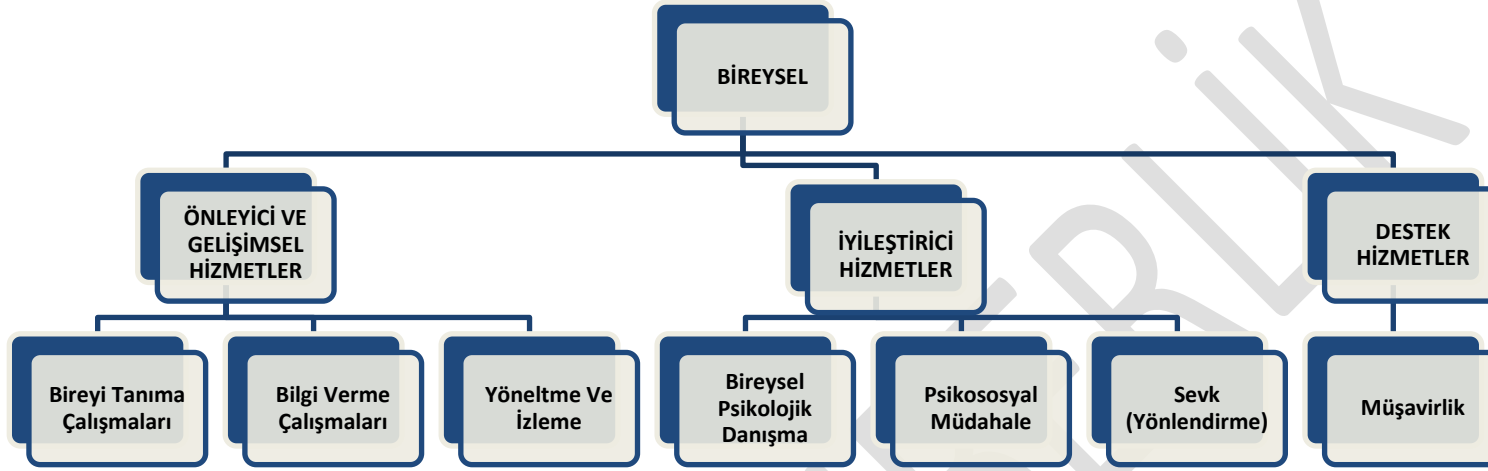 BİREYSEL
ÖNLEYİCİ VE
GELİŞİMSEL
HİZMETLER
İYİLEŞTİRİCİ
HİZMETLER
DESTEK
HİZMETLER
Bireyi Tanıma
Çalışmaları
Bilgi Verme
Çalışmaları
Yöneltme Ve
İzleme
Bireysel
Psikolojik
Danışma
Psikososyal
Müdahale
Sevk
(Yönlendirme)
Müşavirlik